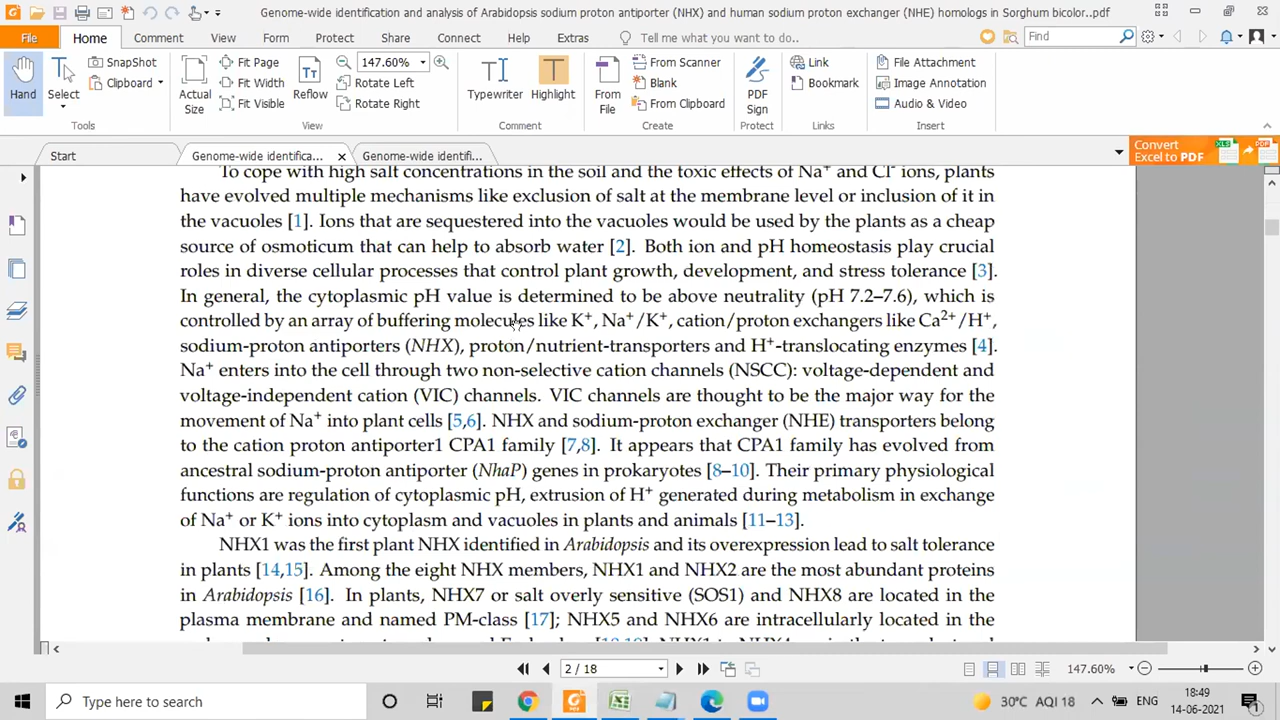 Genome-wide identification and analysis of Arabidopsis sodium proton antiporter (NHX) and human sodium proton exchanger (NHE) homologs in Sorghum bicolor..pdf
File Home Comment View Form Protect Share Connect Help Extras Tell me what you want to do.. Find
Hand
Select
SnapShot
Clipboard
Tools
Actual Size
Fit Page
Fit Width
Fit Visible
Reflow
147.60%
Rotate Left
Rotate Right
View
Typewriter
Highlight
Comment
From File
From Scanner
Blank
From Clipboard
Create
PDF Sign
Protect
Link
Bookmark
Links
File Attachment
Image Annotation
Audio & Video
Insert
Start Genome-wide identifica... Genome-wide identifi...
Convert
Excel to PDF
To cope with high salt concentrations in the soil and the toxic effects of Na+ and Cl- ions, plants
have evolved multiple mechanisms like exclusion of salt at the membrane level or inclusion of it in
the vacuoles [1]. Ions that are sequestered into the vacuoles would be used by the plants as a cheap
source of osmoticum that can help to absorb water [2]. Both ion and pH homeostasis play crucial
roles in diverse cellular processes that control plant growth, development, and stress tolerance [3].
In general, the cytoplasmic pH value is determined to be above neutrality (pH 7.2–7.6), which is
controlled by an array of buffering molecules like K+, Na+/K+, cation/proton exchangers like Ca2+/H+,
sodium-proton antiporters (NHX), proton/nutrient-transporters and H+-translocating enzymes [4].
Na+ enters into the cell through two non-selective cation channels (NSCC): voltage-dependent and
voltage-independent cation (VIC) channels. VIC channels are thought to be the major way for the
movement of Na+ into plant cells [5,6]. NHX and sodium-proton exchanger (NHE) transporters belong
to the cation proton antiporter1 CPA1 family [7,8]. It appears that CPA1 family has evolved from
ancestral sodium-proton antiporter (NhaP) genes in prokaryotes [8–10]. Their primary physiological
functions are regulation of cytoplasmic pH, extrusion of H+ generated during metabolism in exchange
of Na+ or K+ ions into cytoplasm and vacuoles in plants and animals [11–13].
NHX1 was the first plant NHX identified in Arabidopsis and its overexpression lead to salt tolerance
in plants [14,15]. Among the eight NHX members, NHX1 and NHX2 are the most abundant proteins
in Arabidopsis [16]. In plants, NHX7 or salt overly sensitive (SOS1) and NHX8 are located in the
plasma membrane and named PM-class [17]; NHX5 and NHX6 are intracellularly located in the
2 / 18
147.60%
Type here to search
30°C AQI 18
ENG
18:49
14-06-2021